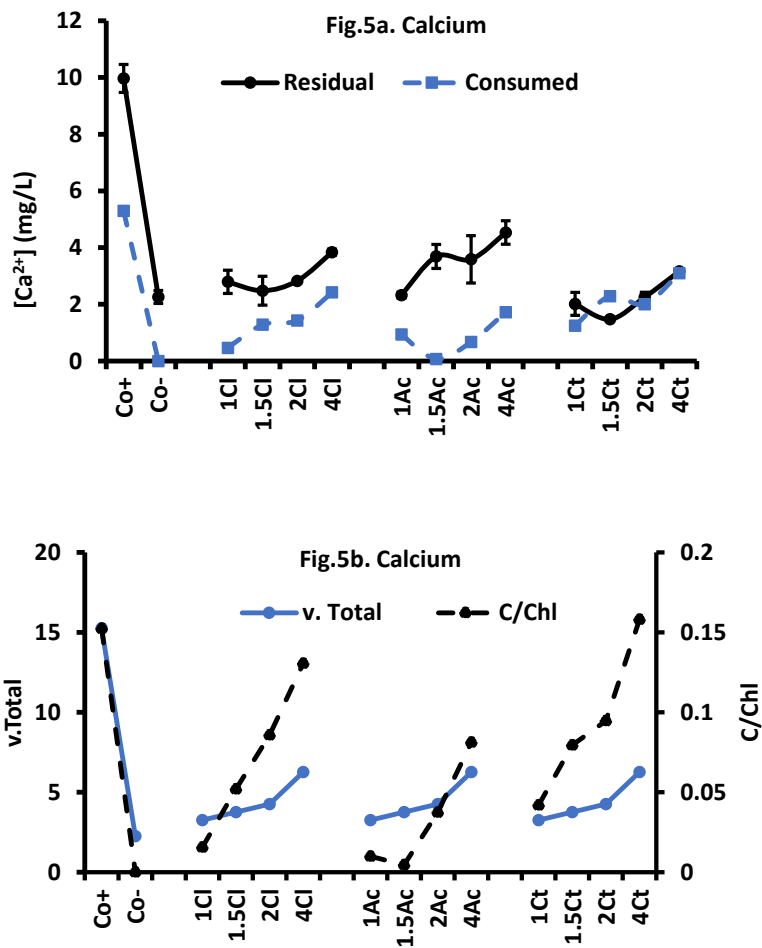 Fig.5a. Calcium
Residual Consumed
[Ca²⁺] (mg/L)
12
10
8
6
4
2
0
Co+ Co- 1Cl 1.5Cl 2Cl 4Cl 1Ac 1.5Ac 2Ac 4Ac 1Ct 1.5Ct 2Ct 4Ct
Fig.5b. Calcium
v. Total C/Chl
v.Total
20
15
10
5
0
C/Chl
0.2
0.15
0.1
0.05
0
Co+ Co- 1Cl 1.5Cl 2Cl 4Cl 1Ac 1.5Ac 2Ac 4Ac 1Ct 1.5Ct 2Ct 4Ct